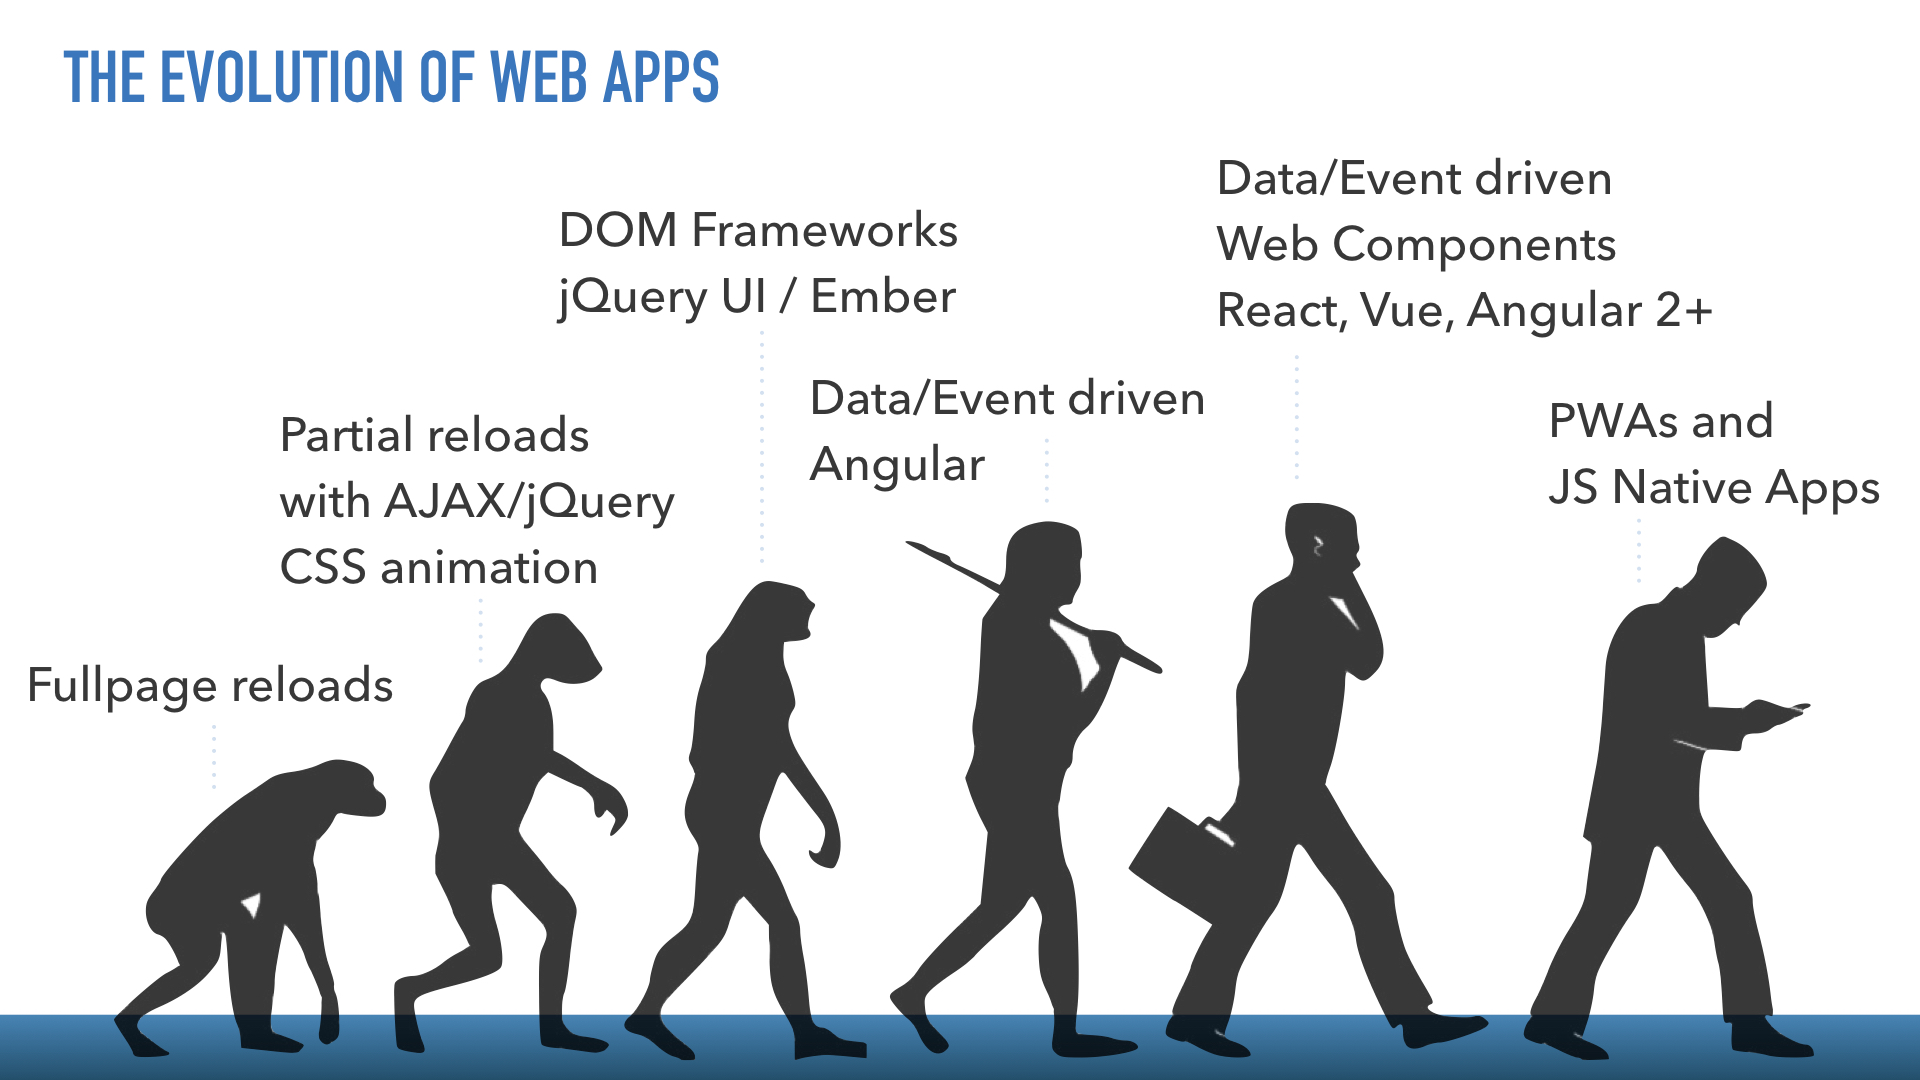 THE EVOLUTION OF WEB APPS
Fullpage reloads
Partial reloads
with AJAX/jQuery
CSS animation
DOM Frameworks
jQuery UI / Ember
Data/Event driven
Angular
Data/Event driven
Web Components
React, Vue, Angular 2+
PWAs and
JS Native Apps